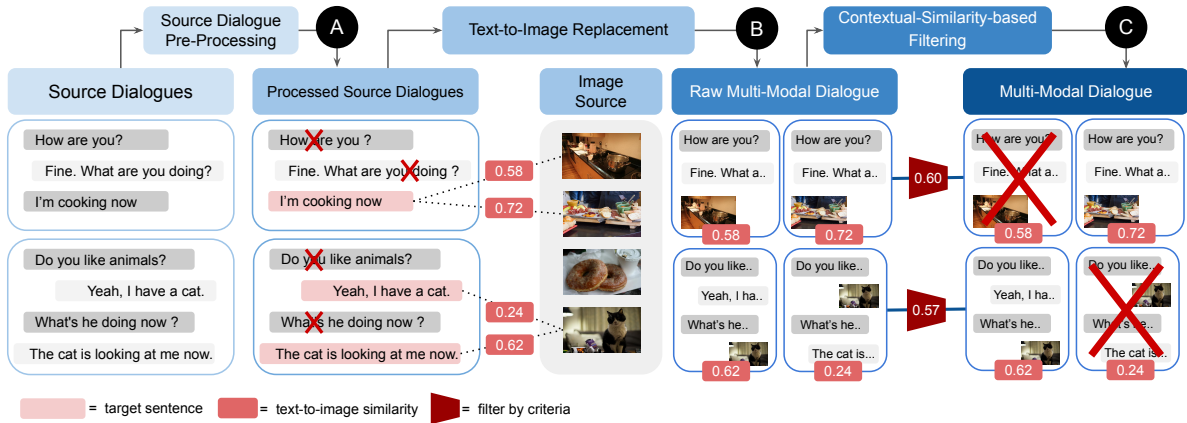 Source Dialogue
Pre-Processing
A
Text-to-Image Replacement
B
Contextual-Similarity-based
Filtering
C
Source Dialogues
Processed Source Dialogues
Image
Source
Raw Multi-Modal Dialogue
Multi-Modal Dialogue
How are you?
Fine. What are you doing?
I'm cooking now
Do you like animals?
Yeah, I have a cat.
What's he doing now ?
The cat is looking at me now.
How are you ?
Fine. What are you doing ?
I'm cooking now
Do you like animals?
Yeah, I have a cat.
What's he doing now ?
The cat is looking at me now.
0.58
0.72
0.24
0.62
How are you?
Fine. What a..
0.58
How are you?
Fine. What a..
0.72
Do you like..
Yeah, I ha..
What's he..
0.62
Do you like..
What's he..
The cat is...
0.24
0.60
0.57
How are you?
Fine. What a..
0.58
How are you?
Fine. What a..
0.72
Do you like..
Yeah, I ha..
What's he..
0.62
Do you like..
What's he..
The cat is..
0.24
= target sentence
= text-to-image similarity
= filter by criteria